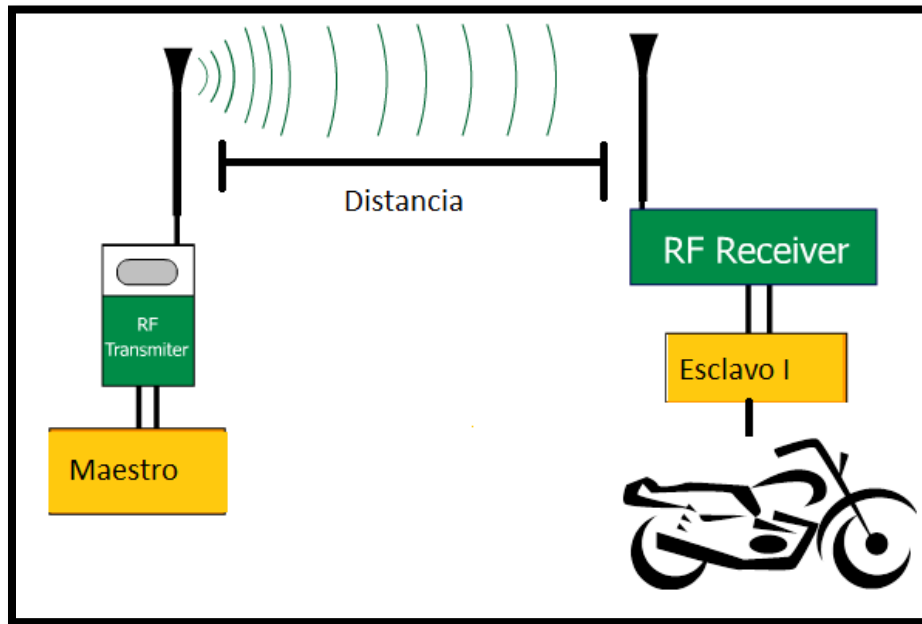 Distancia
RF Receiver
RF
Transmiter
Esclavo I
Maestro